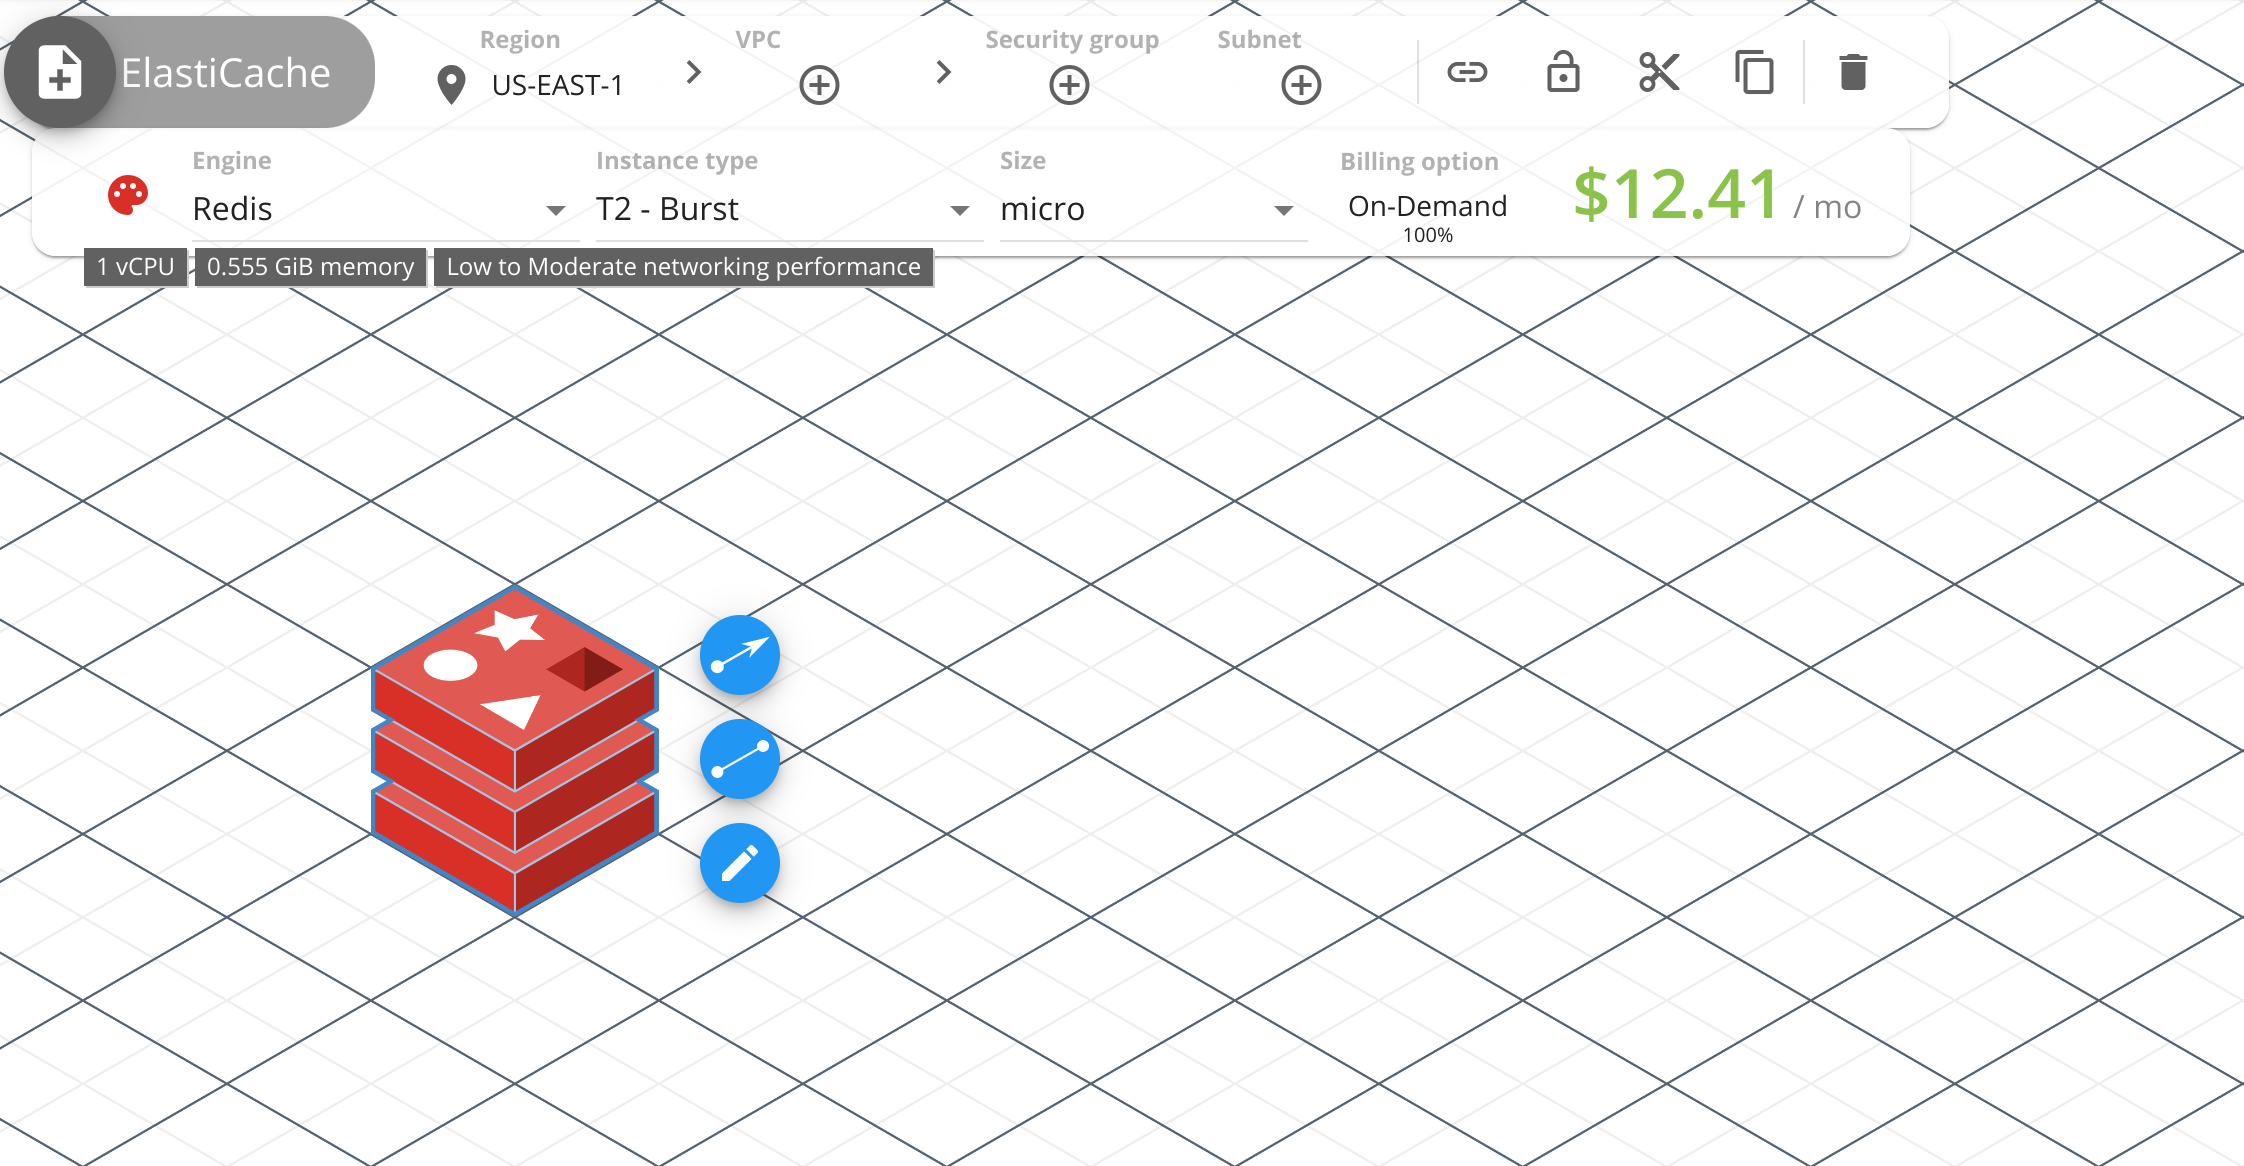 ElastiCache
Region
US-EAST-1
VPC
Security group
Subnet
Engine
Redis
Instance type
T2 - Burst
Size
micro
Billing option
On-Demand
100%
$12.41 / mo
1 vCPU
0.555 GiB memory
Low to Moderate networking performance